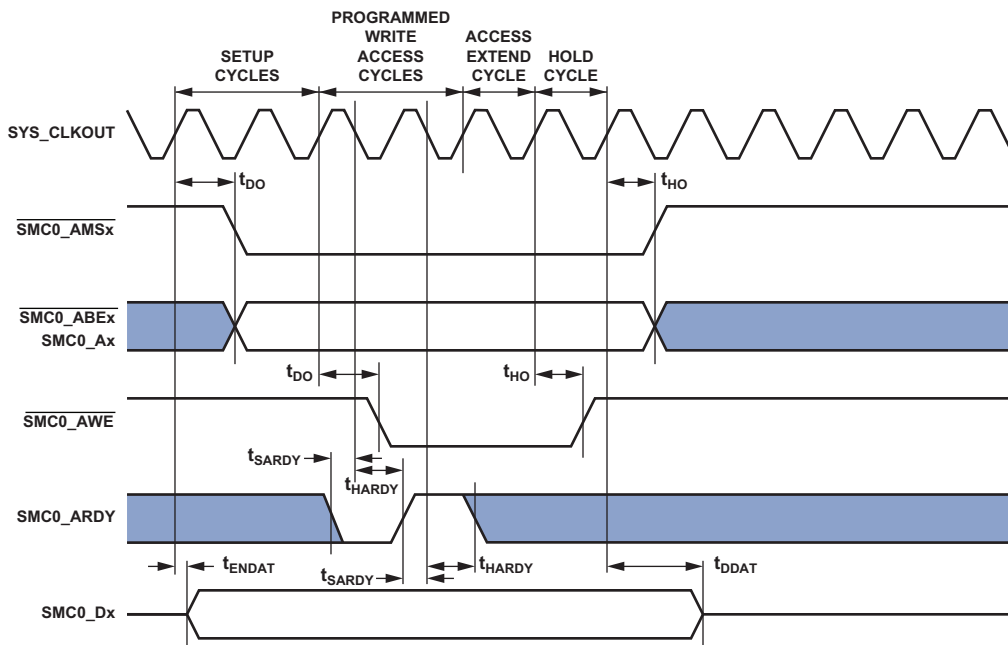 PROGRAMMED
WRITE
ACCESS
CYCLES
SETUP
CYCLES
ACCESS
EXTEND
CYCLE
HOLD
CYCLE
SYS_CLKOUT
tDO
tHO
SMC0_AMSx
SMC0_ABEx
SMC0_Ax
tDO
tHO
SMC0_AWE
tSARDY
tHARDY
SMC0_ARDY
tENDAT
tSARDY
tHARDY
tDDAT
SMC0_Dx